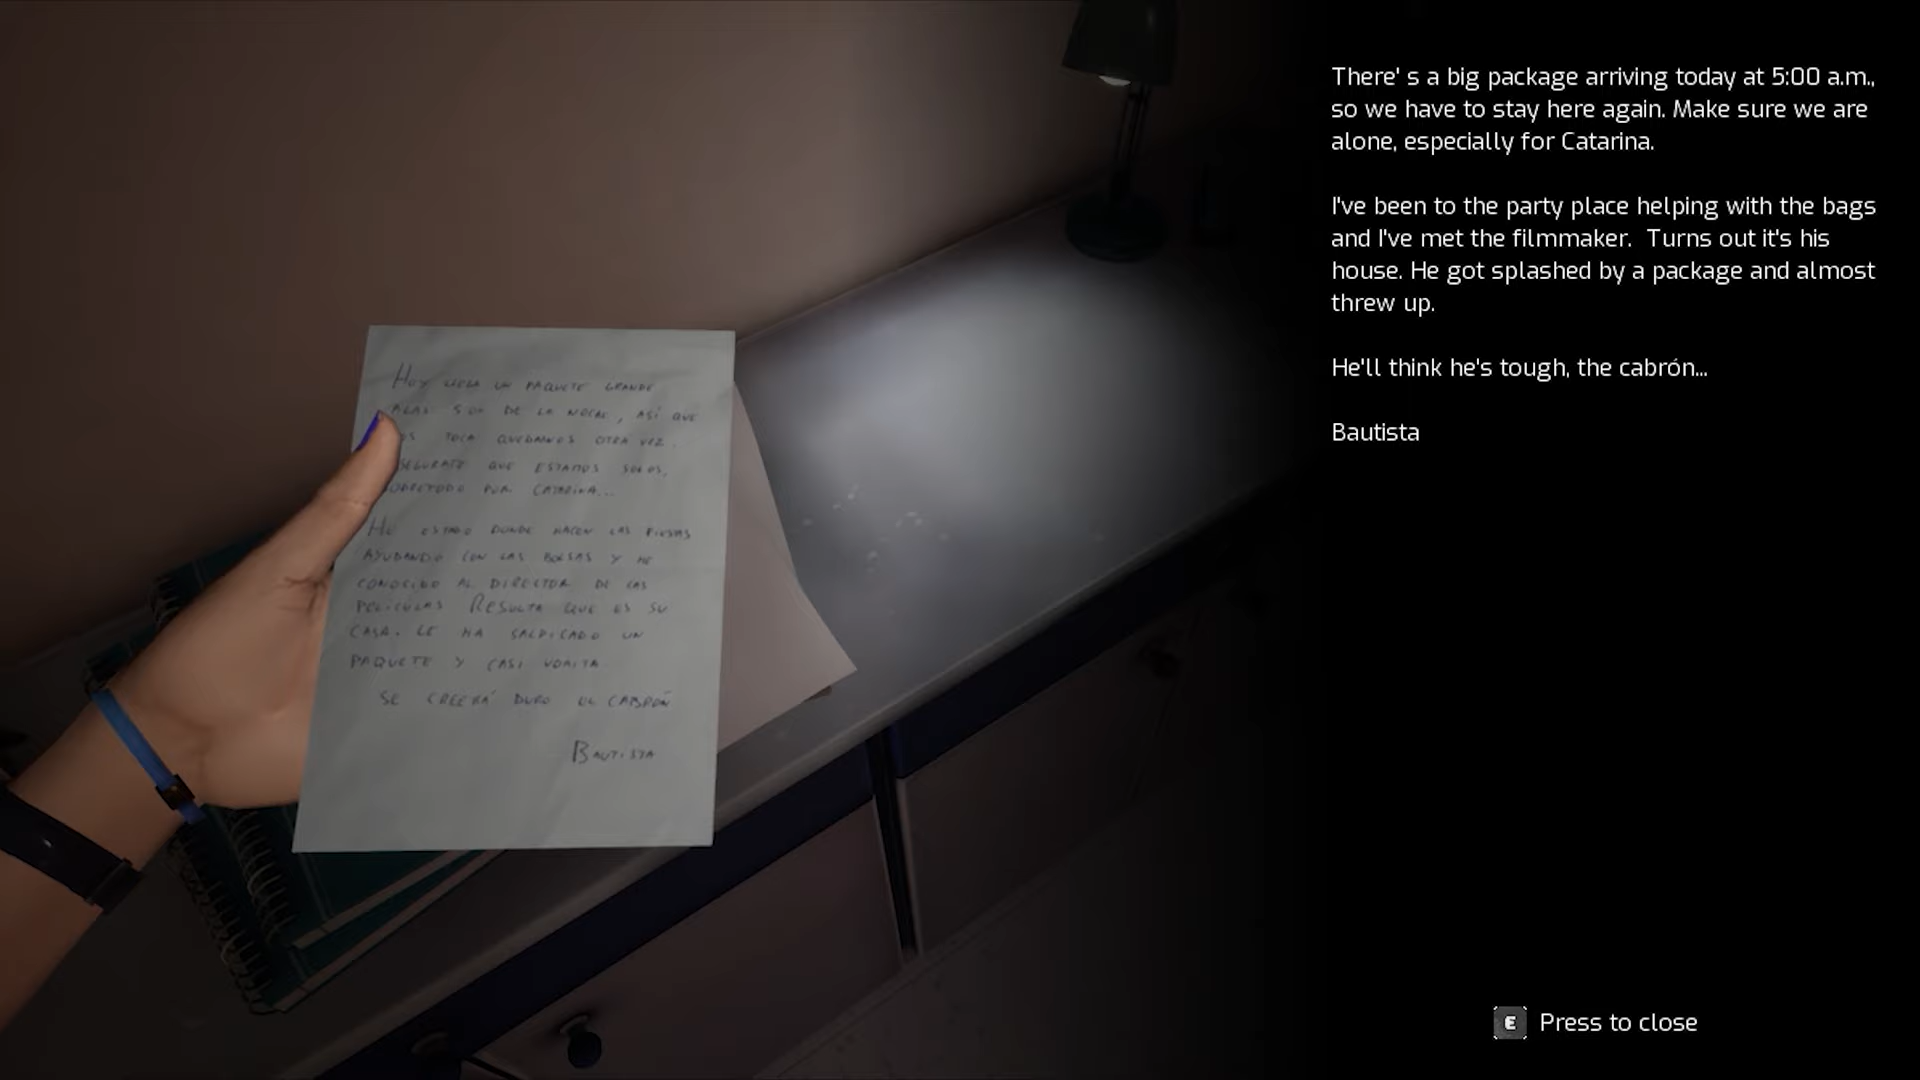 Hoy llega un paquete grande
a las 5:00 de la noche, así que
os toca quedarnos otra vez.
segurate que estamos solos,
sobretodo por Catarina...
He estado donde hacen las fiestas
ayudando con las bolsas y he
conocido al director de las
películas Resulta que es su
casa. Le ha salpicado un
paquete y casi vomita
Se creerá duro el cabrón
Bautista
There' s a big package arriving today at 5:00 a.m.,
so we have to stay here again. Make sure we are
alone, especially for Catarina.
I've been to the party place helping with the bags
and I've met the filmmaker.  Turns out it's his
house. He got splashed by a package and almost
threw up.
He'll think he's tough, the cabrón...
Bautista
E Press to close